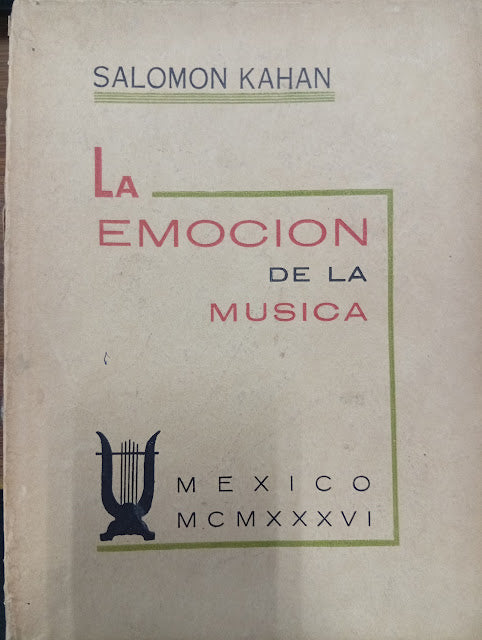 SALOMON KAHAN
LA
EMOCION
DE LA
MUSICA
MEXICO
MCMXXXVI